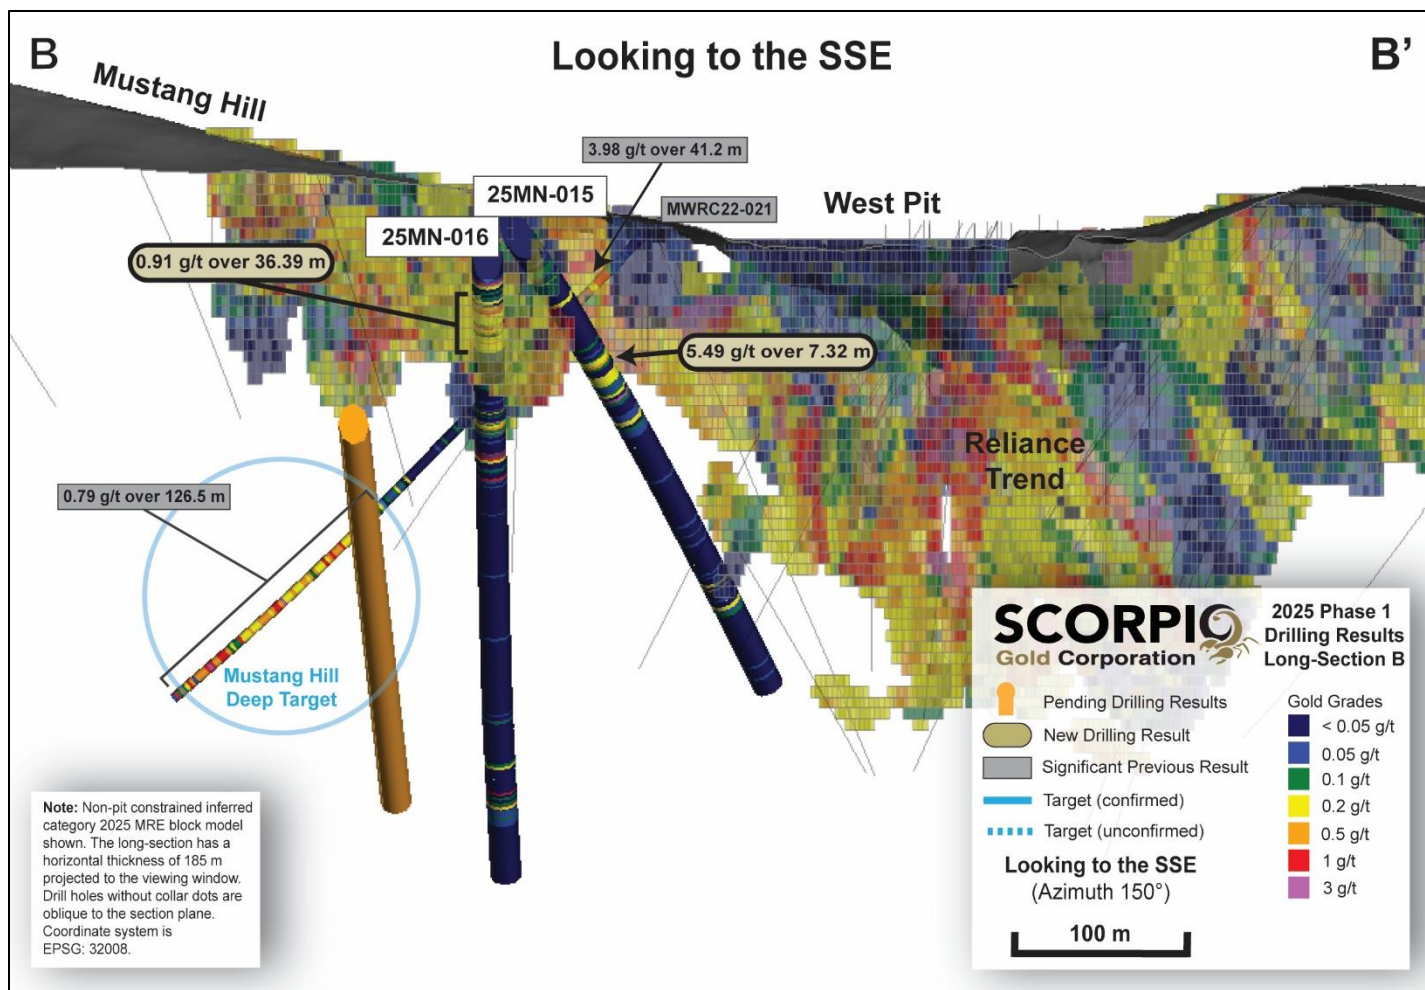 B
Looking to the SSE
B’
Mustang Hill
3.98 g/t over 41.2 m
25MN-015
MWRC22-021
West Pit
25MN-016
0.91 g/t over 36.39 m
5.49 g/t over 7.32 m
Reliance
Trend
0.79 g/t over 126.5 m
Mustang Hill
Deep Target
SCORPIO
Gold Corporation
2025 Phase 1
Drilling Results
Long-Section B
Pending Drilling Results
New Drilling Result
Significant Previous Result
Target (confirmed)
Target (unconfirmed)
Looking to the SSE
(Azimuth 150°)
100 m
Gold Grades
< 0.05 g/t
0.05 g/t
0.1 g/t
0.2 g/t
0.5 g/t
1 g/t
3 g/t
Note: Non-pit constrained inferred
category 2025 MRE block model
shown. The long-section has a
horizontal thickness of 185 m
projected to the viewing window.
Drill holes without collar dots are
oblique to the section plane.
Coordinate system is
EPSG: 32008.